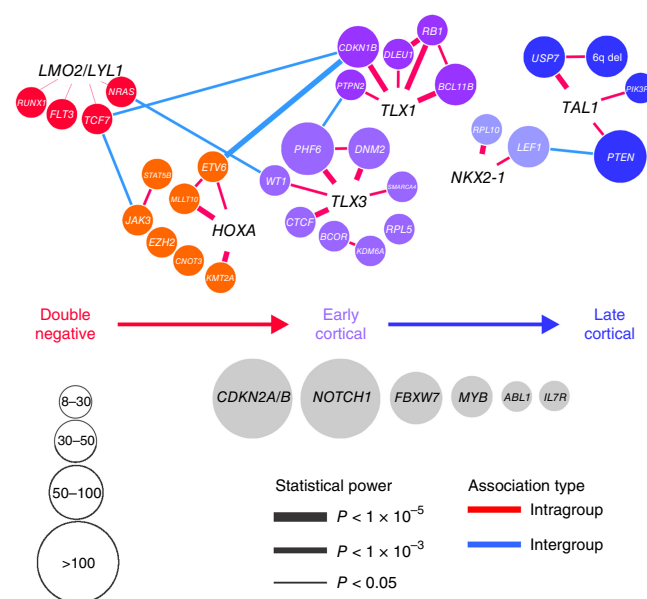 LMO2/LYL1
RUNX1
FLT3
TCF7
NRAS
CDKN1B
DLEU1
RB1
PTPN2
BCL11B
TLX1
USP7
6q del
TAL1
PTEN
RPL10
LEF1
NKX2-1
PHF6
DNM2
WT1
SMARCA4
TLX3
CTCF
BCOR
KDM6A
RPL5
ETV6
STAT5B
MLLT10
JAK3
HOXA
EZH2
CNOT3
KMT2A
Double
negative
Early
cortical
Late
cortical
CDKN2A/B
NOTCH1
FBXW7
MYB
ABL1
IL7R
8–30
30–50
50–100
>100
Statistical power
P < 1 × 10⁻⁵
P < 1 × 10⁻³
P < 0.05
Association type
Intragroup
Intergroup